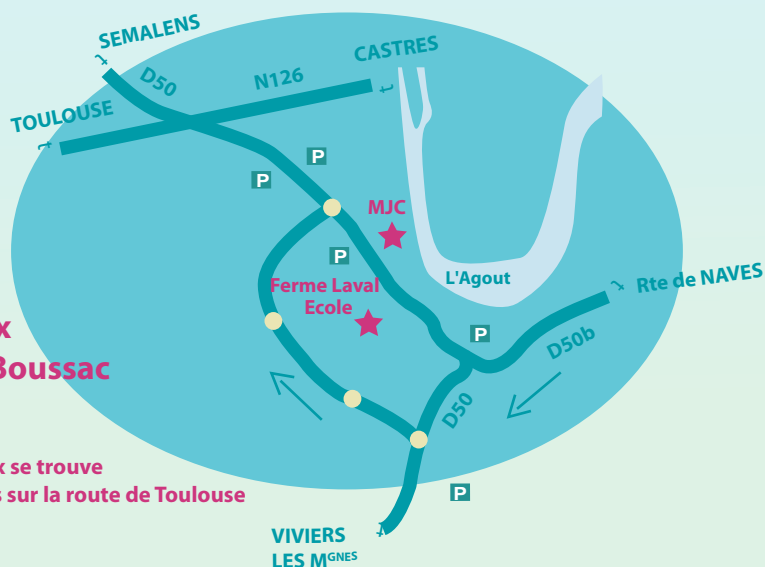 SEMALENS
CASTRES
D50
N126
TOULOUSE
P
P
MJC
P
Ferme Laval
Ecole
L'Agout
Rte de NAVES
x
Boussac
P
D50b
D50
x se trouve
s sur la route de Toulouse
P
VIVIERS
LES MGNES